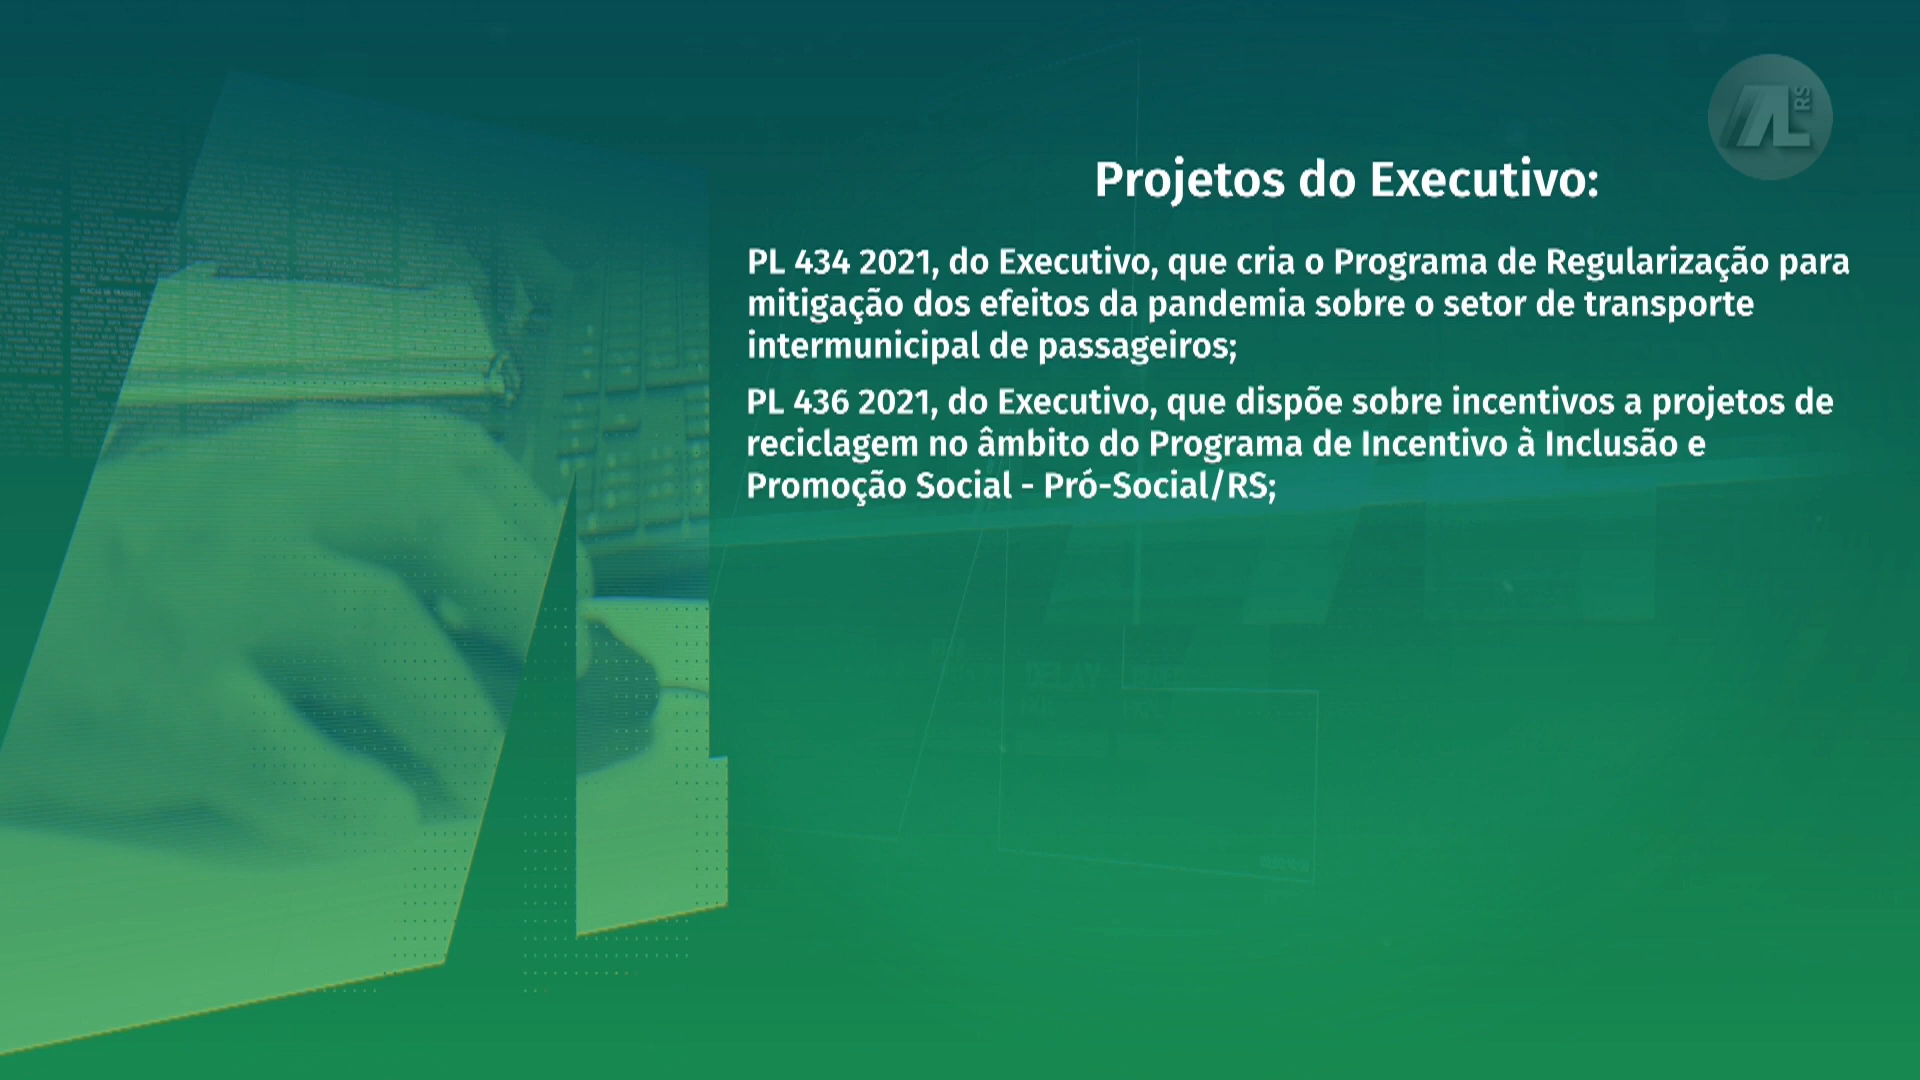 AL RS
Projetos do Executivo:
PL 434 2021, do Executivo, que cria o Programa de Regularização para
mitigação dos efeitos da pandemia sobre o setor de transporte
intermunicipal de passageiros;
PL 436 2021, do Executivo, que dispõe sobre incentivos a projetos de
reciclagem no âmbito do Programa de Incentivo à Inclusão e
Promoção Social - Pró-Social/RS;